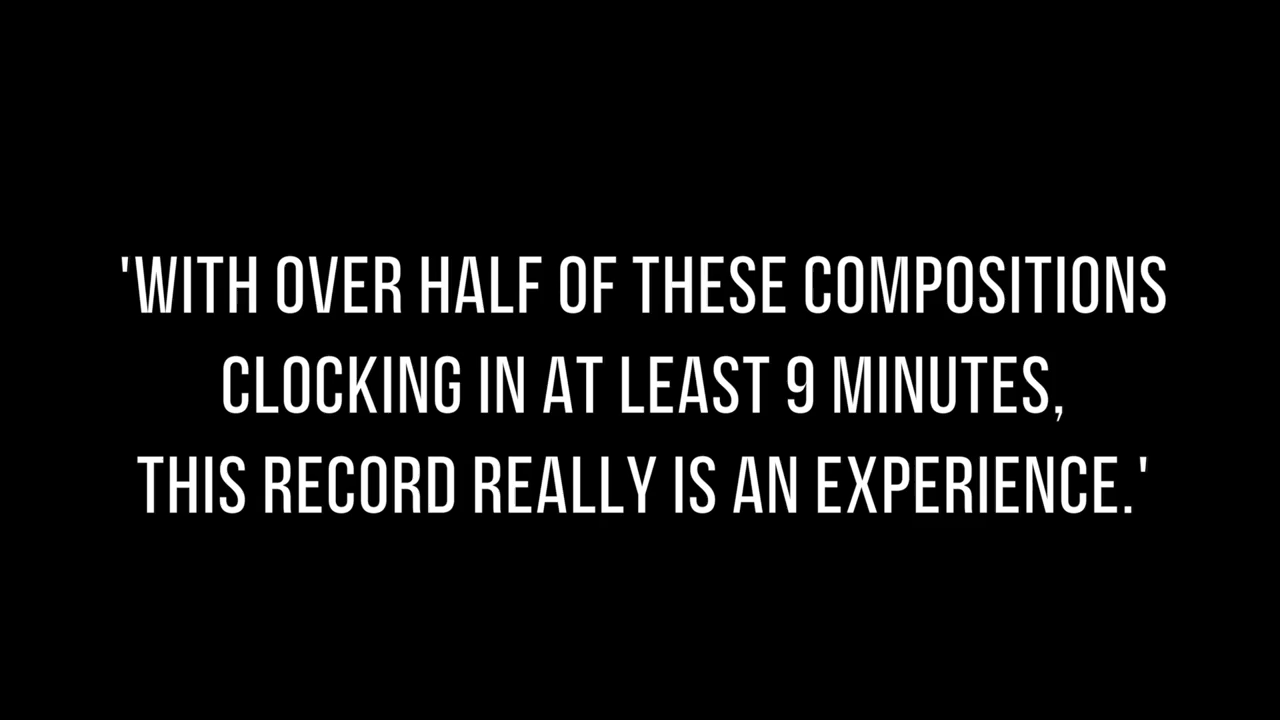 'WITH OVER HALF OF THESE COMPOSITIONS
CLOCKING IN AT LEAST 9 MINUTES,
THIS RECORD REALLY IS AN EXPERIENCE.'